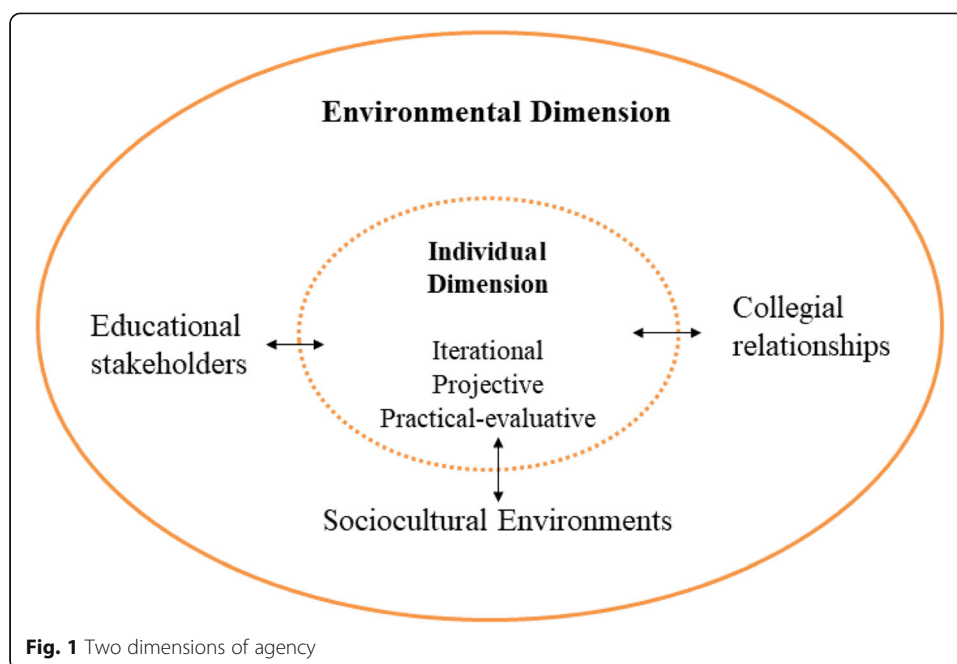 Environmental Dimension
Individual
Dimension
Educational
stakeholders
Iterational
Projective
Practical-evaluative
Collegial
relationships
Sociocultural Environments
Fig. 1 Two dimensions of agency